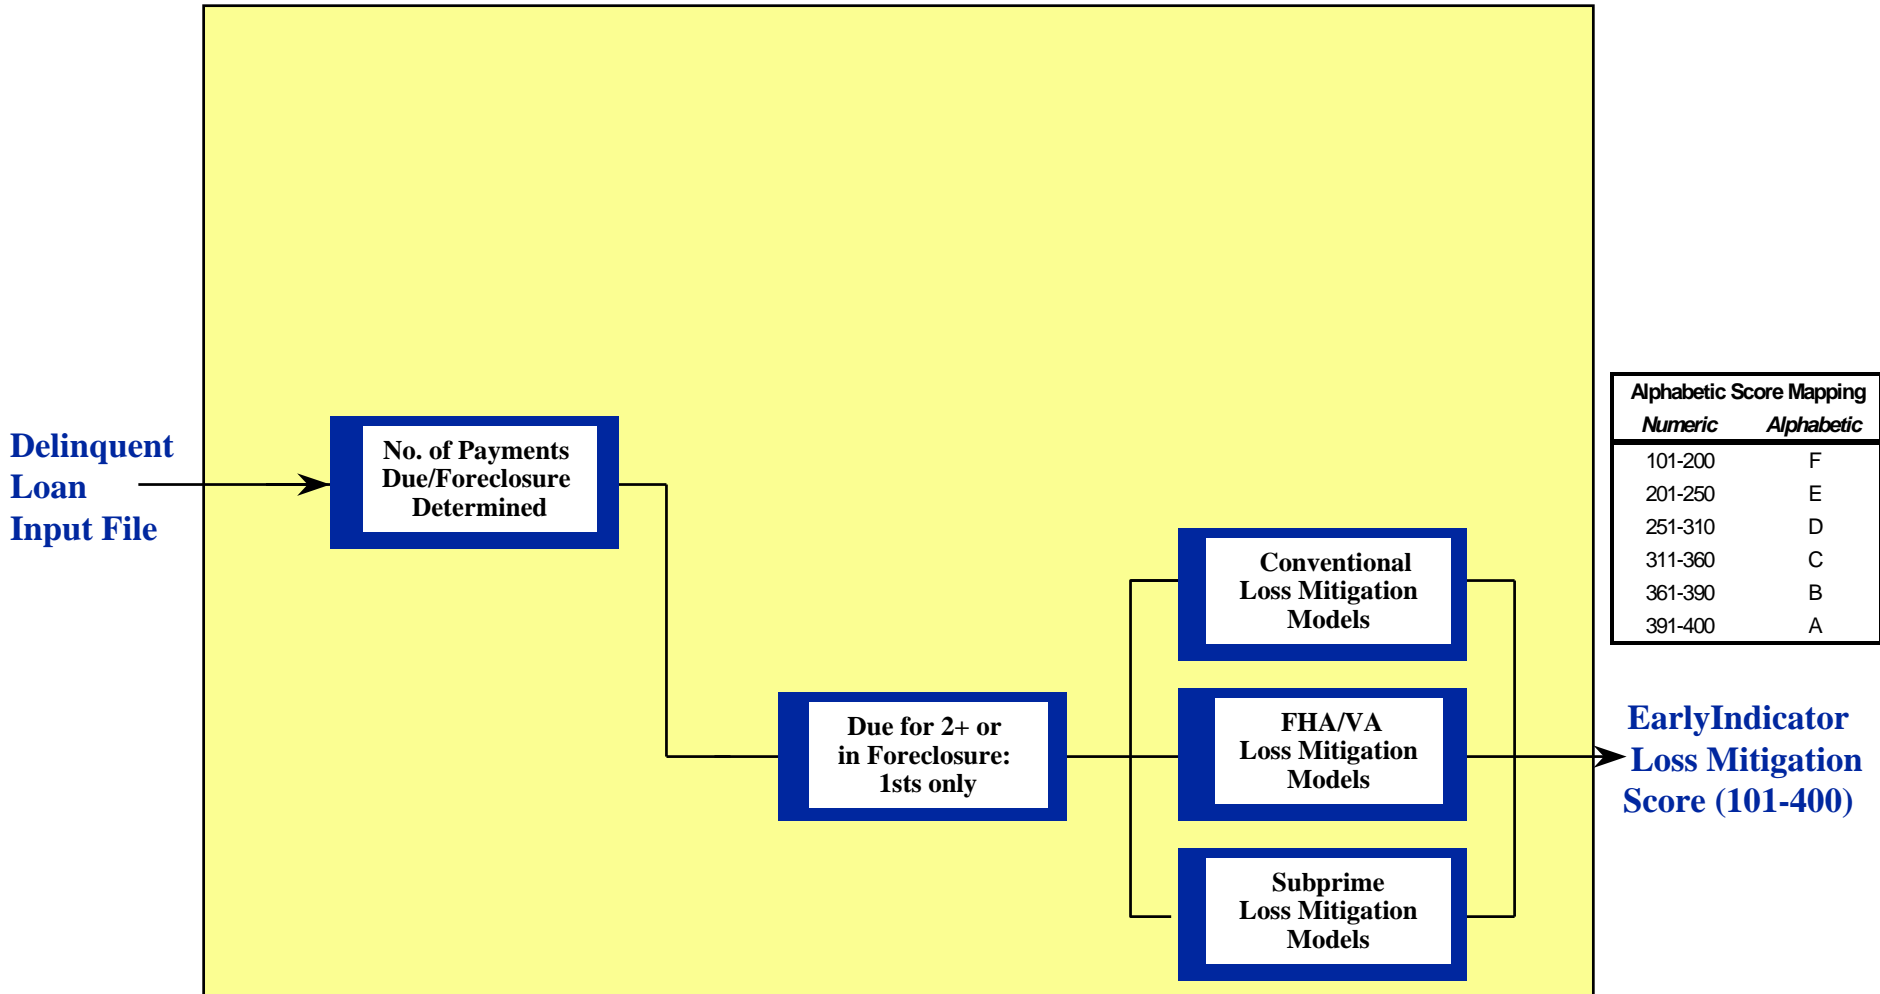 Delinquent
Loan
Input File
No. of Payments
Due/Foreclosure
Determined
Due for 2+ or
in Foreclosure:
1sts only
Conventional
Loss Mitigation
Models
FHA/VA
Loss Mitigation
Models
Subprime
Loss Mitigation
Models
Alphabetic Score Mapping
Numeric Alphabetic
101-200 F
201-250 E
251-310 D
311-360 C
361-390 B
391-400 A
EarlyIndicator
Loss Mitigation
Score (101-400)